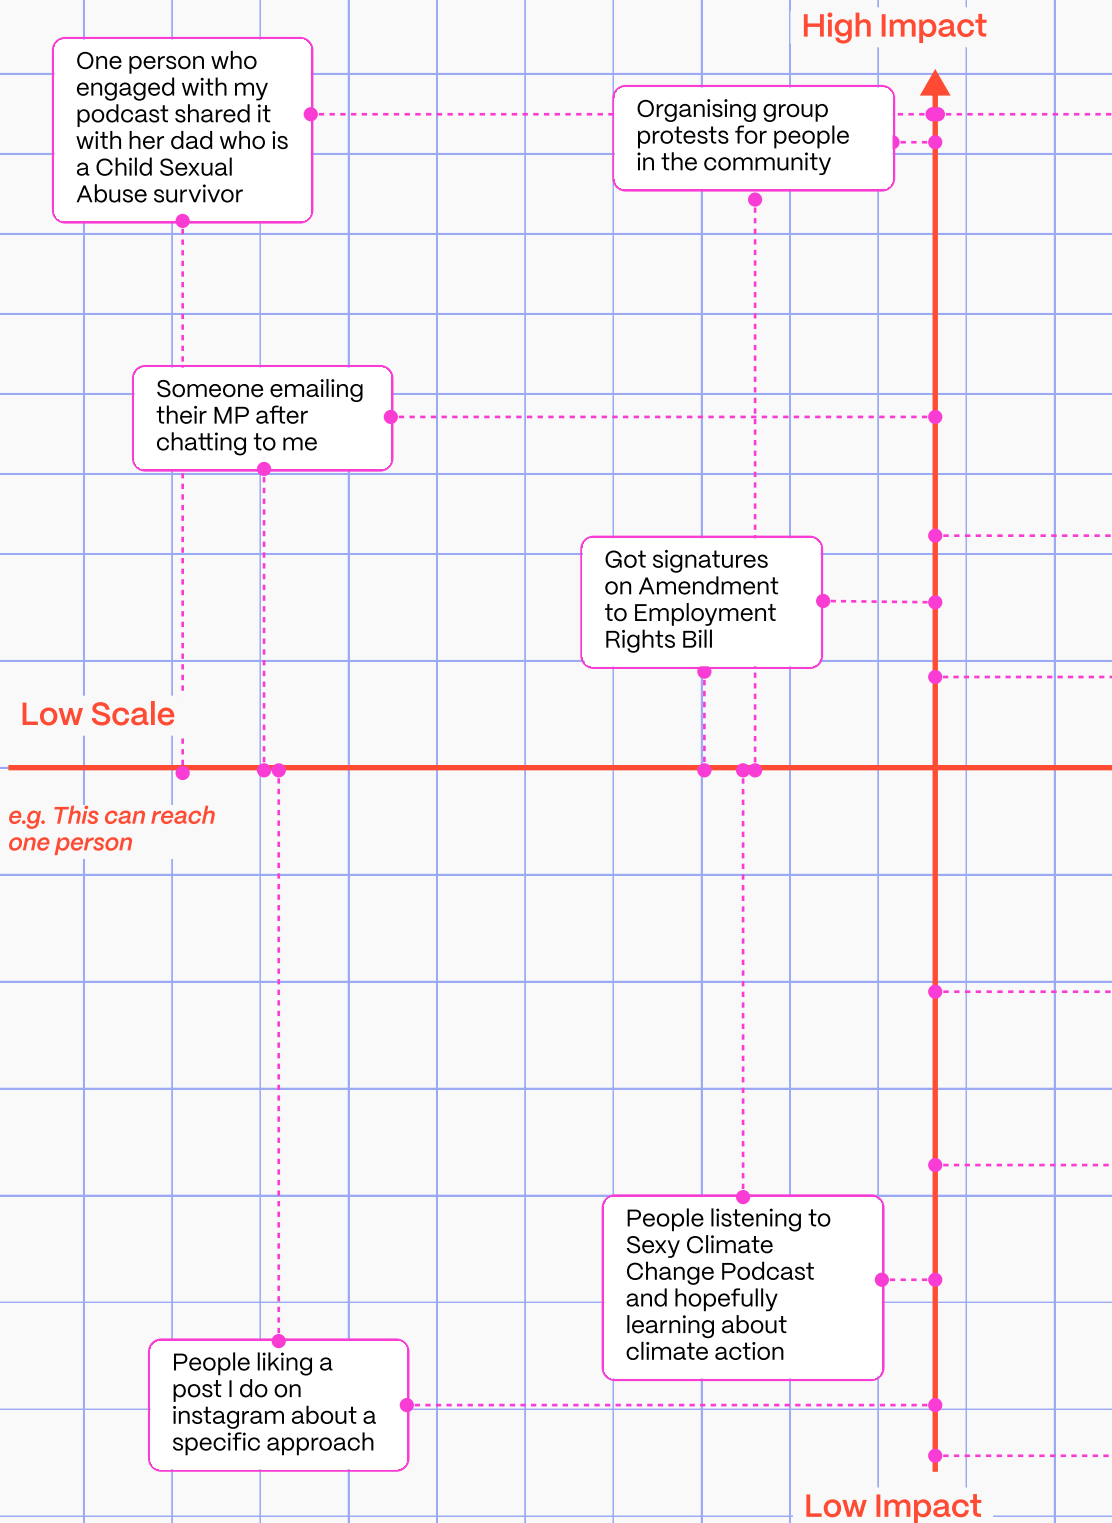 High Impact
One person who
engaged with my
podcast shared it
with her dad who is
a Child Sexual
Abuse survivor
Organising group
protests for people
in the community
Someone emailing
their MP after
chatting to me
Got signatures
on Amendment
to Employment
Rights Bill
Low Scale
e.g. This can reach
one person
People listening to
Sexy Climate
Change Podcast
and hopefully
learning about
climate action
People liking a
post I do on
instagram about a
specific approach
Low Impact